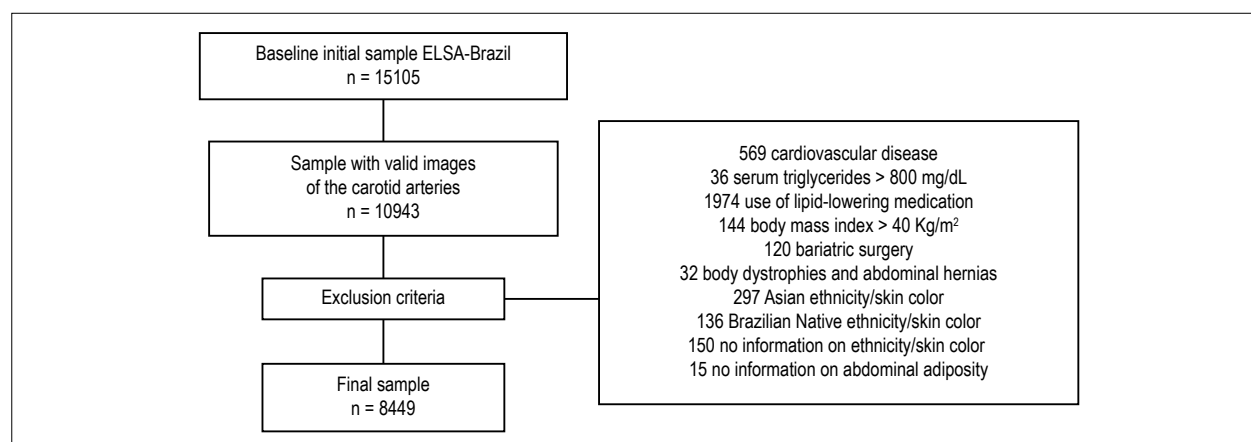 Baseline initial sample ELSA-Brazil
n = 15105
Sample with valid images
of the carotid arteries
n = 10943
Exclusion criteria
569 cardiovascular disease
36 serum triglycerides > 800 mg/dL
1974 use of lipid-lowering medication
144 body mass index > 40 Kg/m²
120 bariatric surgery
32 body dystrophies and abdominal hernias
297 Asian ethnicity/skin color
136 Brazilian Native ethnicity/skin color
150 no information on ethnicity/skin color
15 no information on abdominal adiposity
Final sample
n = 8449